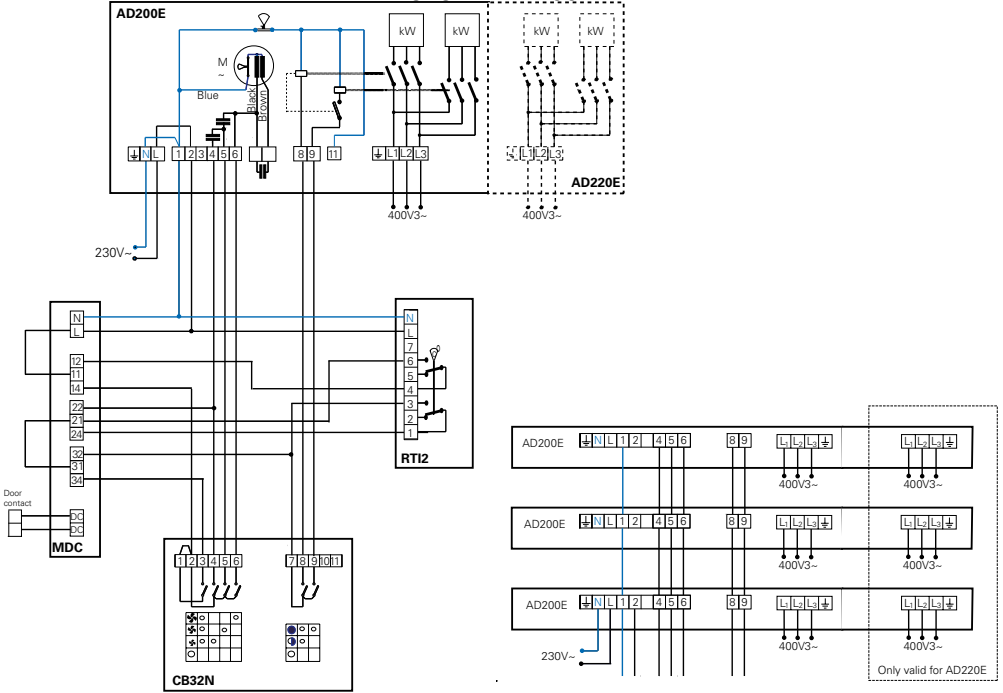 AD200E
kW kW kW kW
M
~
Blue
Black
Brown
N L 1 2 3 4 5 6 8 9 11 L1 L2 L3 L1 L2 L3
AD220E
400V3~ 400V3~
230V~
N
L
12
11
14
22
21
24
32
31
34
DC
DC
MDC
Door
contact
N
L
7
6
5
4
3
2
1
RTI2
1 2 3 4 5 6 7 8 9 10 11
CB32N
AD200E N L 1 2 4 5 6 8 9 L1 L2 L3 L1 L2 L3
400V3~ 400V3~
AD200E N L 1 2 4 5 6 8 9 L1 L2 L3 L1 L2 L3
400V3~ 400V3~
AD200E N L 1 2 4 5 6 8 9 L1 L2 L3 L1 L2 L3
400V3~ 400V3~
230V~
Only valid for AD220E